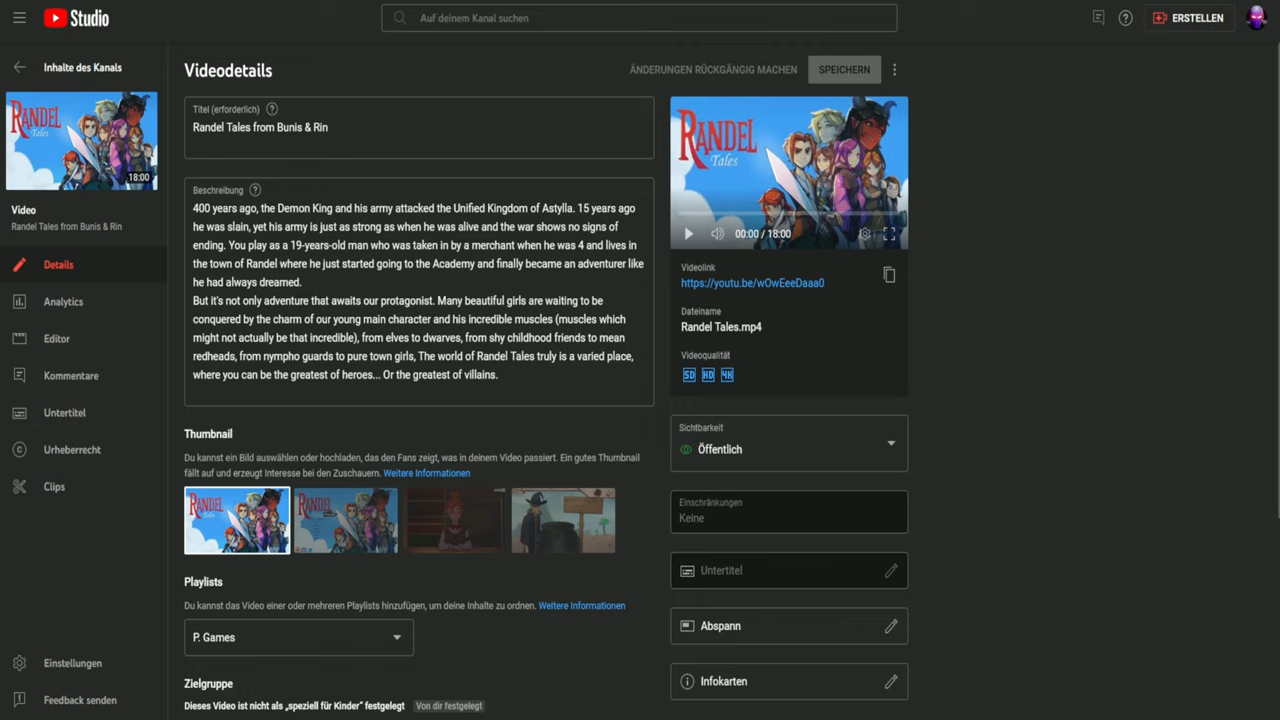 Studio
Auf deinem Kanal suchen
ERSTELLEN
Inhalte des Kanals
RANDEL
Tales
18:00
Video
Randel Tales from Bunis & Rin
Details
Analytics
Editor
Kommentare
Untertitel
Urheberrecht
Clips
Einstellungen
Feedback senden
Videodetails
ÄNDERUNGEN RÜCKGÄNGIG MACHEN
SPEICHERN
Titel (erforderlich)
Randel Tales from Bunis & Rin
Beschreibung
400 years ago, the Demon King and his army attacked the Unified Kingdom of Astylla. 15 years ago
he was slain, yet his army is just as strong as when he was alive and the war shows no signs of
ending. You play as a 19-years-old man who was taken in by a merchant when he was 4 and lives in
the town of Randel where he just started going to the Academy and finally became an adventurer like
he had always dreamed.
But it's not only adventure that awaits our protagonist. Many beautiful girls are waiting to be
conquered by the charm of our young main character and his incredible muscles (muscles which
might not actually be that incredible), from elves to dwarves, from shy childhood friends to mean
redheads, from nympho guards to pure town girls, The world of Randel Tales truly is a varied place,
where you can be the greatest of heroes... Or the greatest of villains.
Thumbnail
Du kannst ein Bild auswählen oder hochladen, das den Fans zeigt, was in deinem Video passiert. Ein gutes Thumbnail
fällt auf und erzeugt Interesse bei den Zuschauern. Weitere Informationen
RANDEL
Tales
RANDEL
Tales
Playlists
Du kannst das Video einer oder mehreren Playlists hinzufügen, um deine Inhalte zu ordnen. Weitere Informationen
P. Games
Zielgruppe
Dieses Video ist nicht als „speziell für Kinder" festgelegt Von dir festgelegt
RANDEL
Tales
00:00 / 18:00
Videolink
https://youtu.be/wOwEeeDaaa0
Dateiname
Randel Tales.mp4
Videoqualität
SD HD 4K
Sichtbarkeit
Öffentlich
Einschränkungen
Keine
Untertitel
Abspann
Infokarten